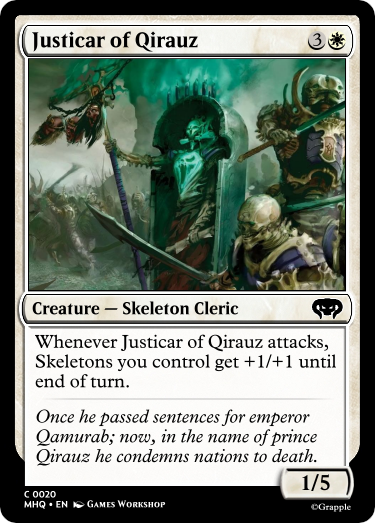 Justicar of Qirauz 3
Creature — Skeleton Cleric
Whenever Justicar of Qirauz attacks,
Skeletons you control get +1/+1 until
end of turn.
Once he passed sentences for emperor
Qamurab; now, in the name of prince
Qirauz he condemns nations to death.
1/5
C 0020
MHQ • EN Games Workshop
©Grapple